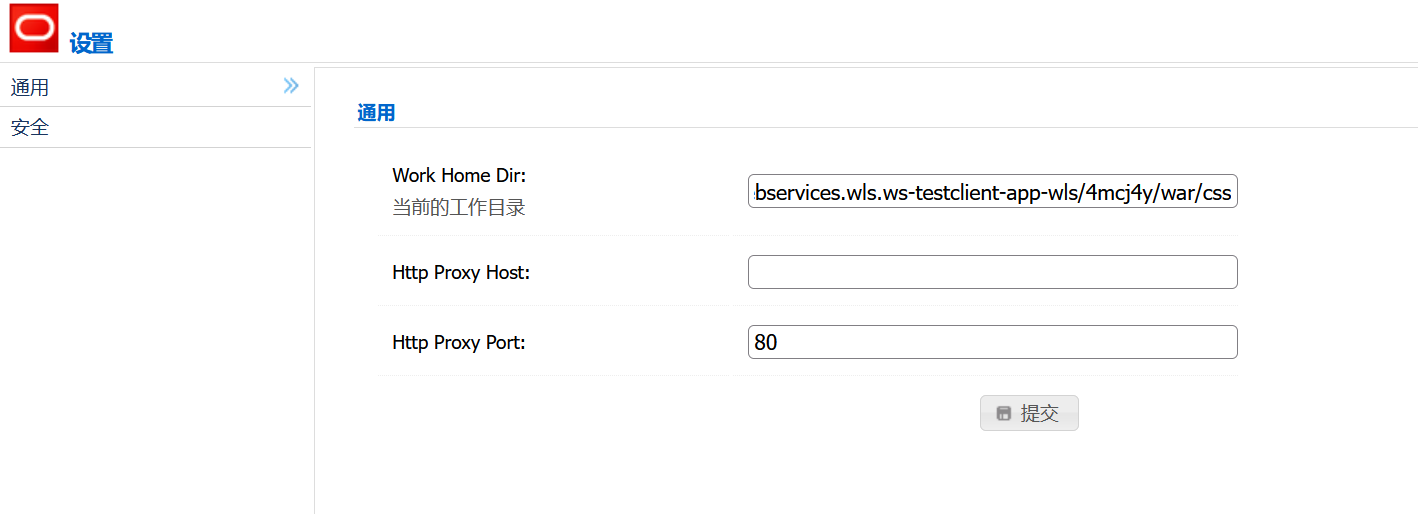 设置
通用
安全
通用
Work Home Dir:
当前的工作目录
bservices.wls.ws-testclient-app-wls/4mcj4y/war/css
Http Proxy Host:
Http Proxy Port:
80
提交